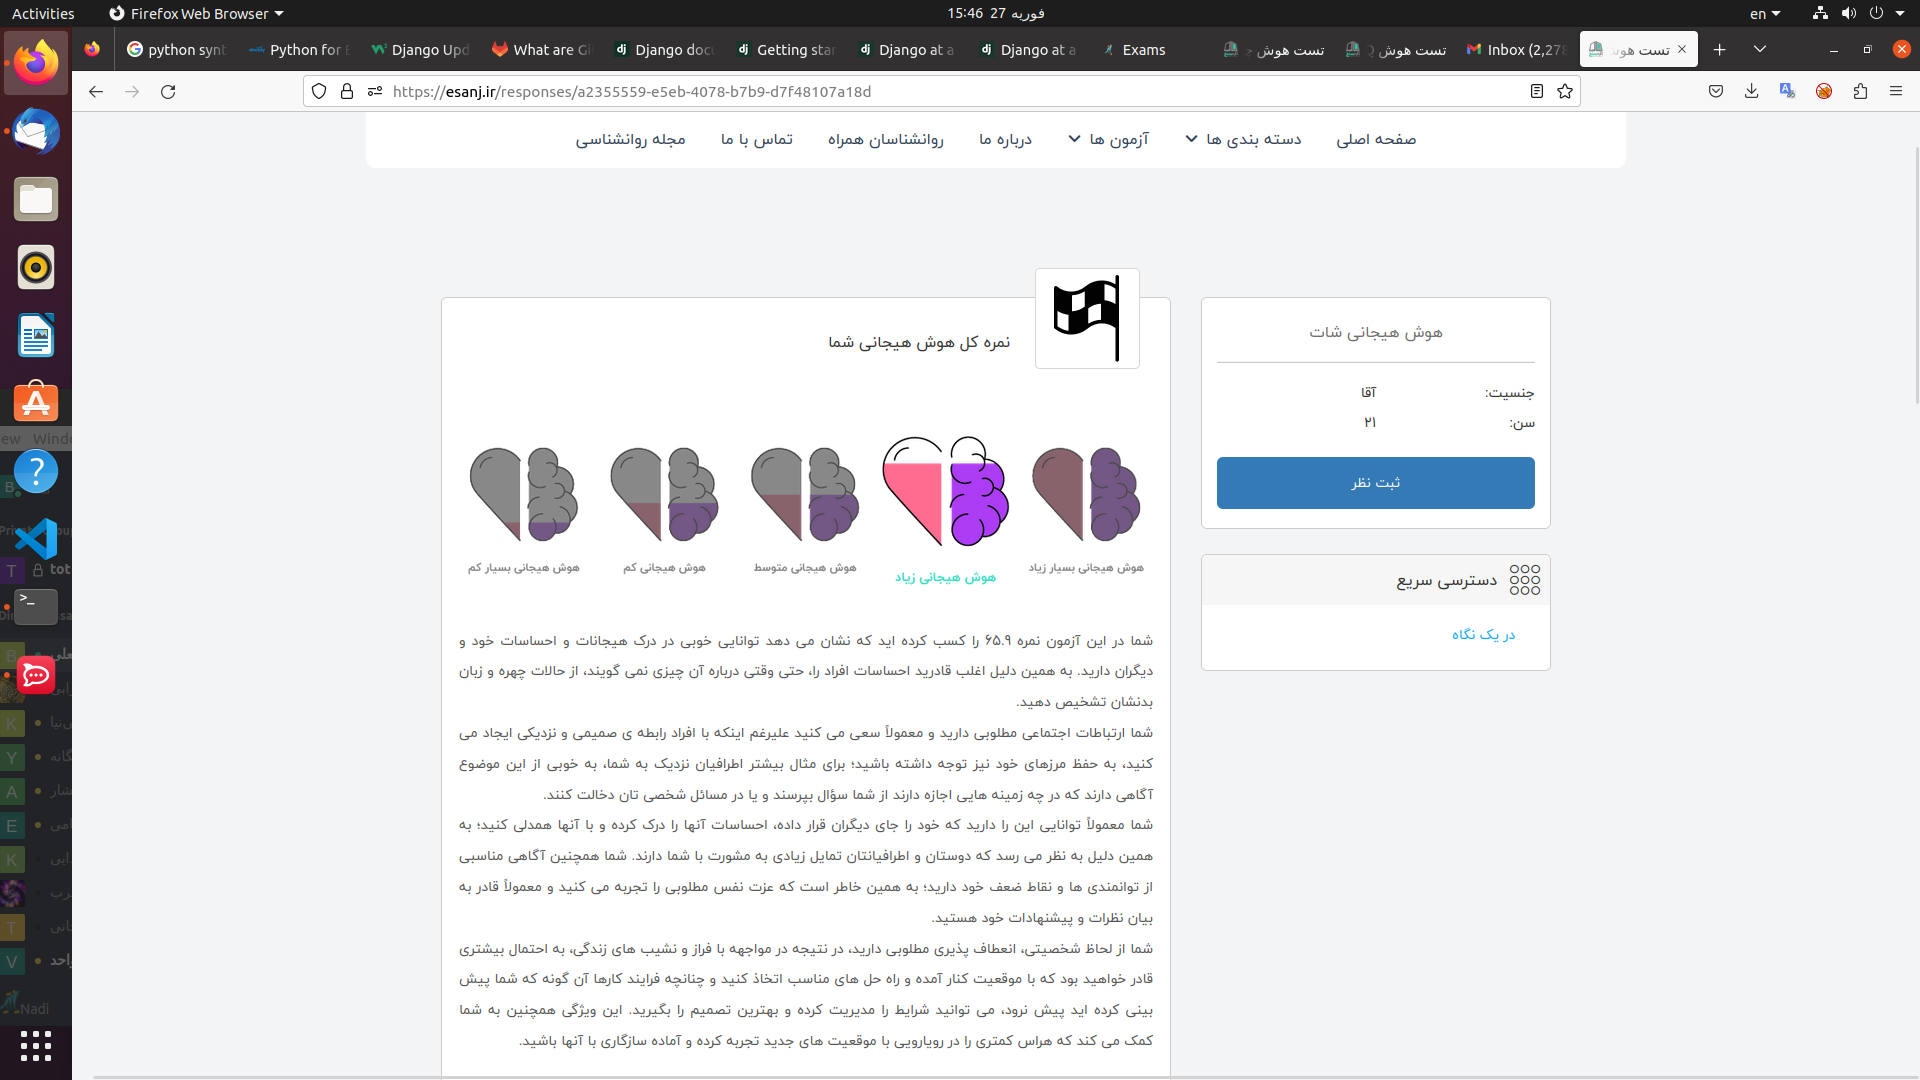 Activities
Firefox Web Browser
15:46 27 فوریه
en
python synt
Python for E
Django Upd
What are Gi
Django doc
Getting star
Django at a
Django at a
Exams
تست هوش
تست هوش
Inbox (2,278
تست هوش
https://esanj.ir/responses/a2355559-e5eb-4078-b7b9-d7f48107a18d
صفحه اصلی
دسته بندی ها
آزمون ها
درباره ما
روانشناسان همراه
تماس با ما
مجله روانشناسی
هوش هیجانی شات
جنسیت: آقا
سن: ۲۱
ثبت نظر
دسترسی سریع
در یک نگاه
نمره کل هوش هیجانی شما
هوش هیجانی بسیار زیاد
هوش هیجانی زیاد
هوش هیجانی متوسط
هوش هیجانی کم
هوش هیجانی بسیار کم
شما در این آزمون نمره ۶۵.۹ را کسب کرده اید که نشان می دهد توانایی خوبی در درک هیجانات و احساسات خود و
دیگران دارید. به همین دلیل اغلب قادرید احساسات افراد را، حتی وقتی درباره آن چیزی نمی گویند، از حالات چهره و زبان
بدنشان تشخیص دهید.
شما ارتباطات اجتماعی مطلوبی دارید و معمولاً سعی می کنید علیرغم اینکه با افراد رابطه ی صمیمی و نزدیکی ایجاد می
کنید، به حفظ مرزهای خود نیز توجه داشته باشید؛ برای مثال بیشتر اطرافیان نزدیک به شما، به خوبی از این موضوع
آگاهی دارند که در چه زمینه هایی اجازه دارند از شما سؤال بپرسند و یا در مسائل شخصی تان دخالت کنند.
شما معمولاً توانایی این را دارید که خود را جای دیگران قرار داده، احساسات آنها را درک کرده و با آنها همدلی کنید؛ به
همین دلیل به نظر می رسد که دوستان و اطرافیانتان تمایل زیادی به مشورت با شما دارند. شما همچنین آگاهی مناسبی
از توانمندی ها و نقاط ضعف خود دارید؛ به همین خاطر است که عزت نفس مطلوبی را تجربه می کنید و معمولاً قادر به
بیان نظرات و پیشنهادات خود هستید.
شما از لحاظ شخصیتی، انعطاف پذیری مطلوبی دارید، در نتیجه در مواجهه با فراز و نشیب های زندگی، به احتمال بیشتری
قادر خواهید بود که با موقعیت کنار آمده و راه حل های مناسب اتخاذ کنید و چنانچه فرایند کارها آن گونه که شما پیش
بینی کرده اید پیش نرود، می توانید شرایط را مدیریت کرده و بهترین تصمیم را بگیرید. این ویژگی همچنین به شما
کمک می کند که هراس کمتری را در رویارویی با موقعیت های جدید تجربه کرده و آماده سازگاری با آنها باشید.
ew Windo
B
T tot
B
K
Y
A
E
K
T
V واحد
Nadi